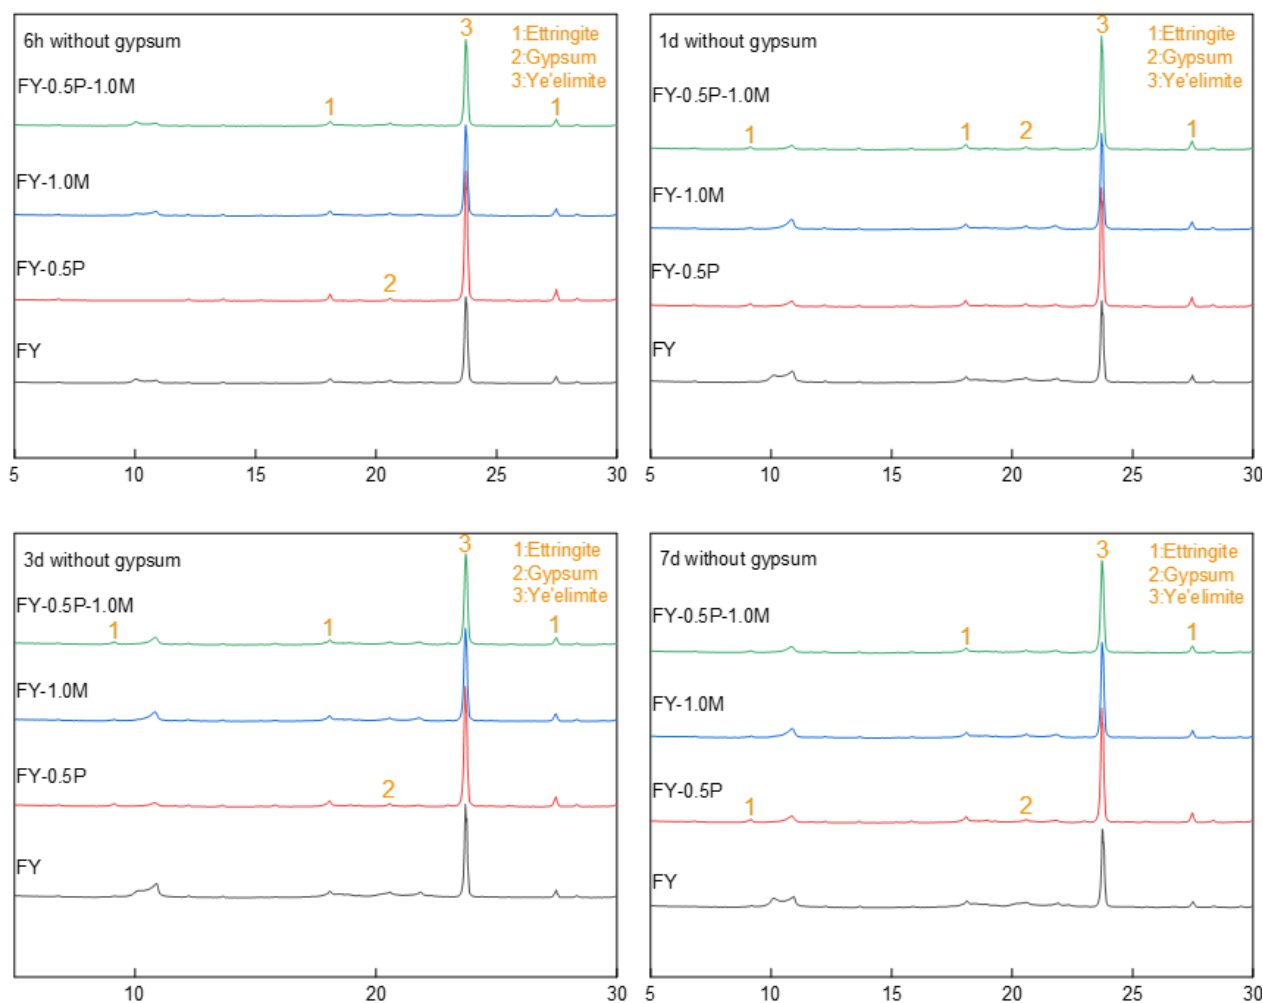 6h without gypsum
3
1:Ettringite
2:Gypsum
3:Ye'elimite
FY-0.5P-1.0M
1
1
FY-1.0M
FY-0.5P
2
FY
5
10
15
20
25
30
1d without gypsum
3
1:Ettringite
2:Gypsum
3:Ye'elimite
FY-0.5P-1.0M
1
1
2
1
FY-1.0M
FY-0.5P
FY
5
10
15
20
25
30
3d without gypsum
3
1:Ettringite
2:Gypsum
3:Ye'elimite
FY-0.5P-1.0M
1
1
1
FY-1.0M
FY-0.5P
2
FY
10
20
30
7d without gypsum
3
1:Ettringite
2:Gypsum
3:Ye'elimite
FY-0.5P-1.0M
1
1
FY-1.0M
FY-0.5P
1
2
FY
5
10
15
20
25
30